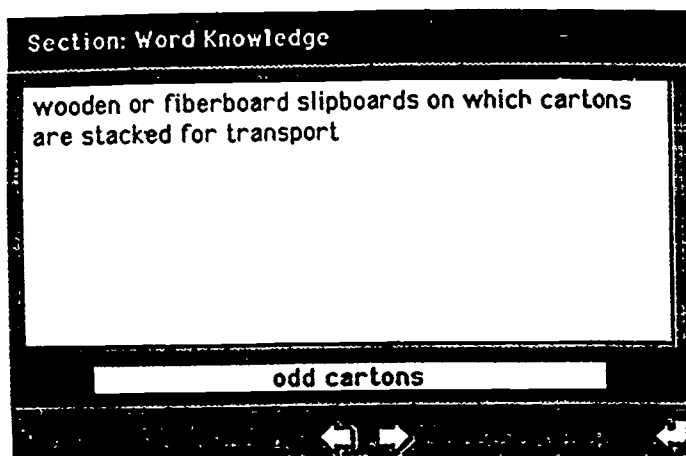 Section: Word Knowledge
wooden or fiberboard slipboards on which cartons
are stacked for transport
odd cartons